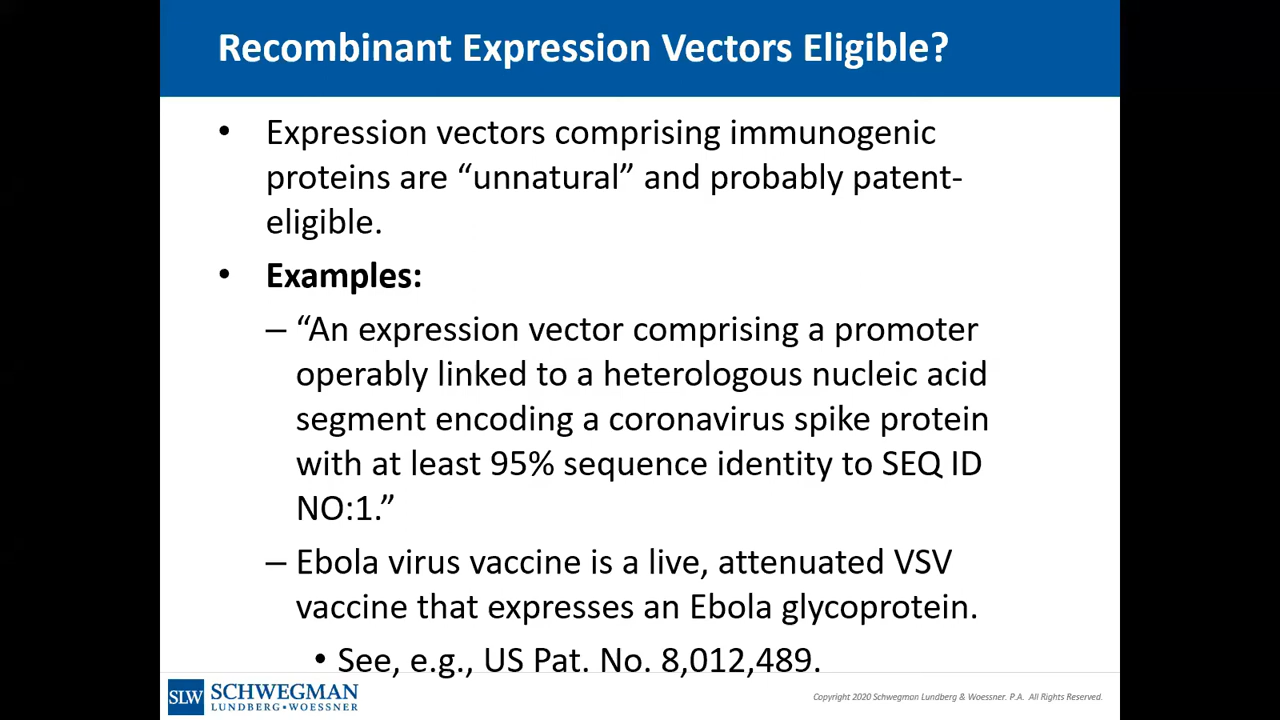 Recombinant Expression Vectors Eligible?
• Expression vectors comprising immunogenic
proteins are “unnatural” and probably patent-
eligible.
• Examples:
– “An expression vector comprising a promoter
operably linked to a heterologous nucleic acid
segment encoding a coronavirus spike protein
with at least 95% sequence identity to SEQ ID
NO:1.”
– Ebola virus vaccine is a live, attenuated VSV
vaccine that expresses an Ebola glycoprotein.
• See, e.g., US Pat. No. 8,012,489.
SLW SCHWEGMAN
LUNDBERG • WOESSNER
Copyright 2020 Schwegman Lundberg & Woessner. P.A. All Rights Reserved.